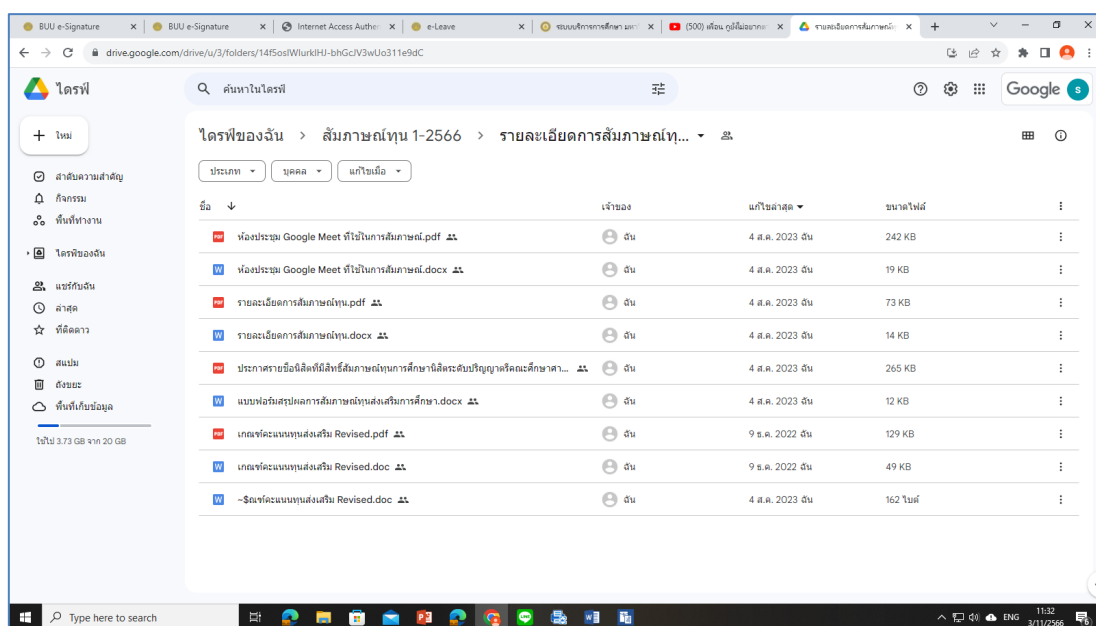 BUU e-Signature
BUU e-Signature
Internet Access Authen
e-Leave
ระบบบริการการศึกษา มหา
(500)
รายละเอียดการสัมภาษณ์ทุ
drive.google.com/drive/u/3/folders/14f5oslWlurkIHJ-bhGcJV3wUo311e9dC
ไดรฟ์
ค้นหาในไดรฟ์
Google
s
ใหม่
ไดรฟ์ของฉัน > สัมภาษณ์ทุน 1-2566 > รายละเอียดการสัมภาษณ์ทุ...
ประเภท
บุคคล
แก้ไขเมื่อ
ลำดับความสำคัญ
กิจกรรม
พื้นที่ทำงาน
ไดรฟ์ของฉัน
แชร์กับฉัน
ล่าสุด
ที่ติดดาว
สแปม
ถังขยะ
พื้นที่เก็บข้อมูล
ใช้ไป 3.73 GB จาก 20 GB
ชื่อ เจ้าของ แก้ไขล่าสุด ขนาดไฟล์
PDF ห้องประชุม Google Meet ที่ใช้ในการสัมภาษณ์.pdf ฉัน 4 ส.ค. 2023 ฉัน 242 KB
W ห้องประชุม Google Meet ที่ใช้ในการสัมภาษณ์.docx ฉัน 4 ส.ค. 2023 ฉัน 19 KB
PDF รายละเอียดการสัมภาษณ์ทุน.pdf ฉัน 4 ส.ค. 2023 ฉัน 73 KB
W รายละเอียดการสัมภาษณ์ทุน.docx ฉัน 4 ส.ค. 2023 ฉัน 14 KB
PDF ประกาศรายชื่อนิสิตที่มีสิทธิ์สัมภาษณ์ทุนการศึกษานิสิตระดับปริญญาตรีคณะศึกษาศา... ฉัน 4 ส.ค. 2023 ฉัน 265 KB
W แบบฟอร์มสรุปผลการสัมภาษณ์ทุนส่งเสริมการศึกษา.docx ฉัน 4 ส.ค. 2023 ฉัน 12 KB
PDF เกณฑ์คะแนนทุนส่งเสริม Revised.pdf ฉัน 9 ธ.ค. 2022 ฉัน 129 KB
W เกณฑ์คะแนนทุนส่งเสริม Revised.doc ฉัน 9 ธ.ค. 2022 ฉัน 49 KB
W ~$ณฑ์คะแนนทุนส่งเสริม Revised.doc ฉัน 4 ส.ค. 2023 ฉัน 162 ไบต์
Type here to search
ENG
11:32
3/11/2566